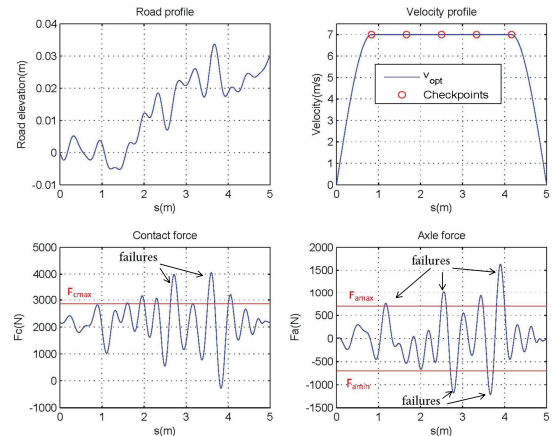 Road profile
0.04
0.03
0.02
0.01
0
-0.01
Road elevation(m)
0 1 2 3 4 5
s(m)
Velocity profile
8
7
6
5
4
3
2
1
0
Velocity(m/s)
v_opt
Checkpoints
0 1 2 3 4 5
s(m)
Contact force
5000
4000
3000
2000
1000
0
-1000
Fc(N)
failures
F_cmax
0 1 2 3 4 5
s(m)
Axle force
2000
1500
1000
500
0
-500
-1000
-1500
Fa(N)
failures
F_amax
F_amin
failures
0 1 2 3 4 5
s(m)